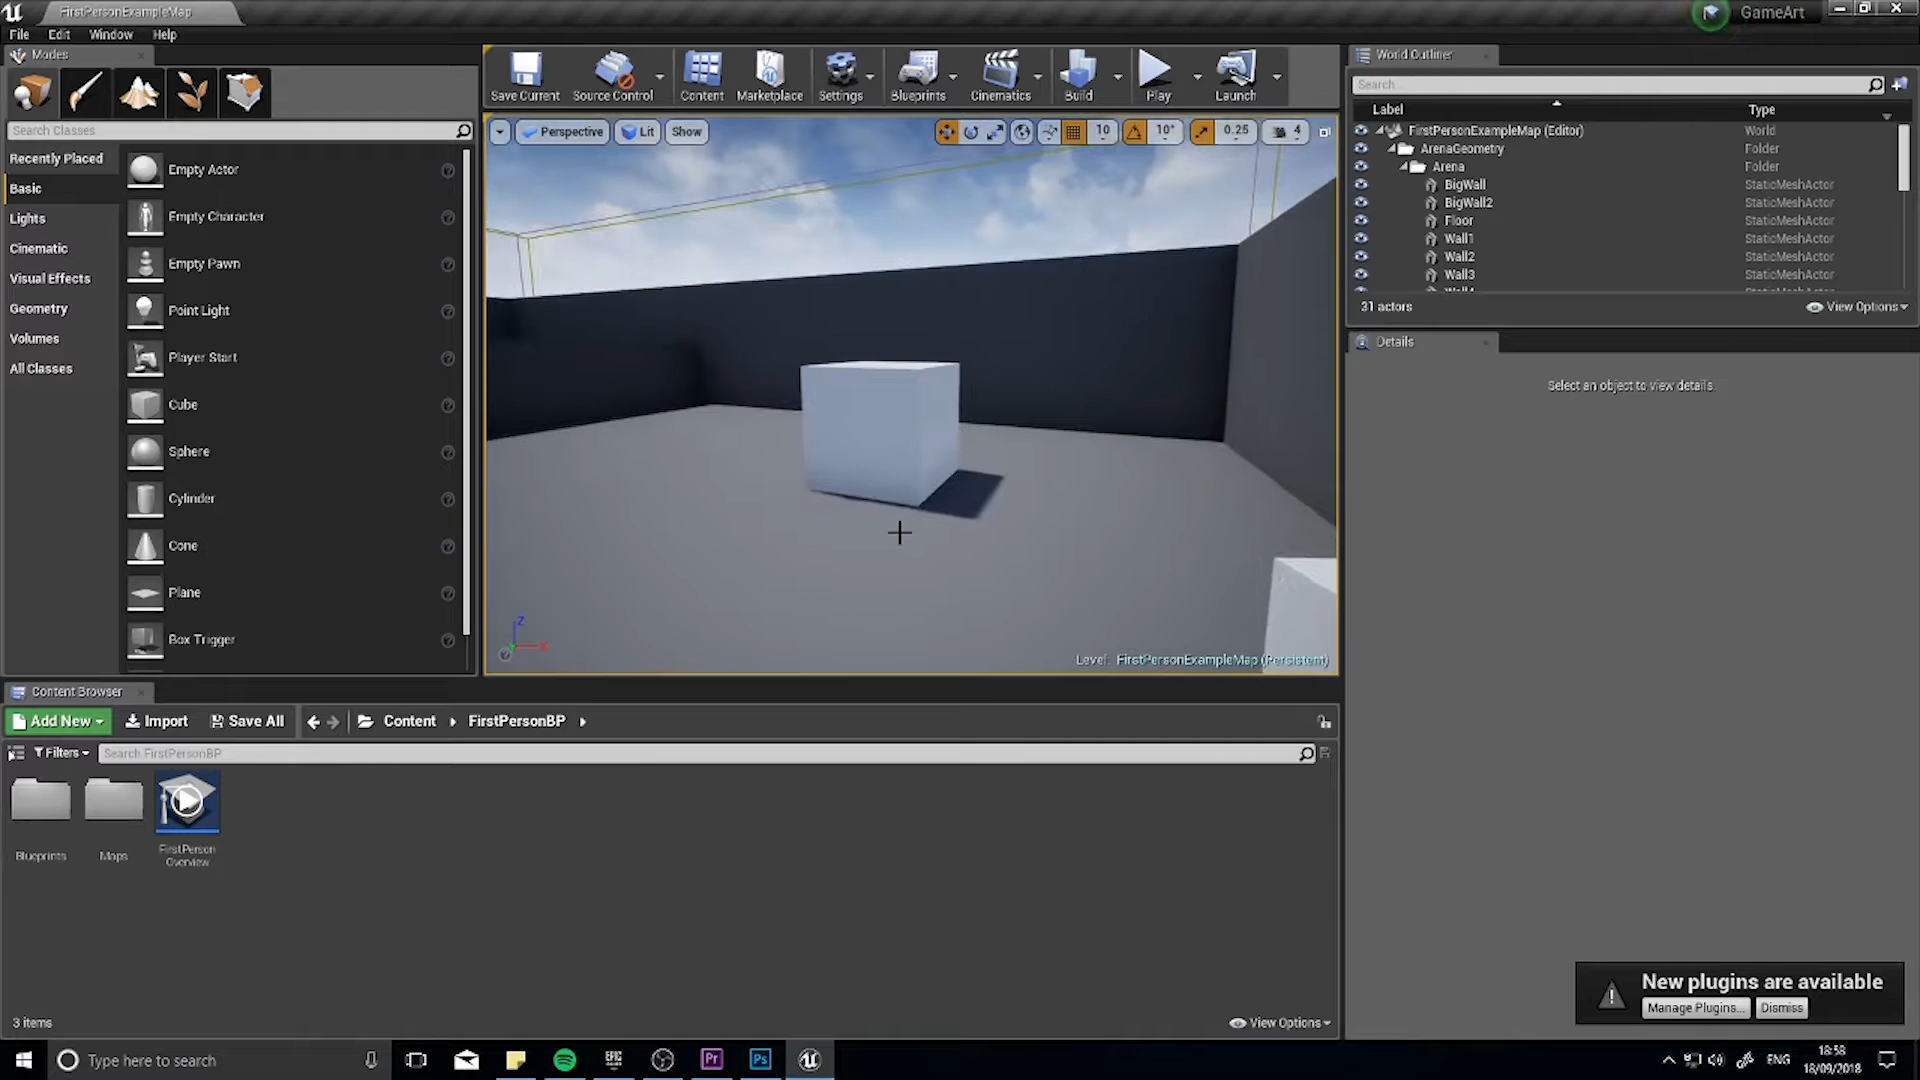 FirstPersonExampleMap
GameArt
File Edit Window Help
Modes
Search Classes
Recently Placed
Basic
Lights
Cinematic
Visual Effects
Geometry
Volumes
All Classes
Empty Actor
Empty Character
Empty Pawn
Point Light
Player Start
Cube
Sphere
Cylinder
Cone
Plane
Box Trigger
Save Current Source Control Content Marketplace Settings Blueprints Cinematics Build Play Launch
Perspective Lit Show 10 10° 0.25 4
Z
X
Level: FirstPersonExampleMap (Persistent)
World Outliner
Search...
Label Type
FirstPersonExampleMap (Editor) World
ArenaGeometry Folder
Arena Folder
BigWall StaticMeshActor
BigWall2 StaticMeshActor
Floor StaticMeshActor
Wall1 StaticMeshActor
Wall2 StaticMeshActor
Wall3 StaticMeshActor
Wall4 StaticMeshActor
31 actors View Options
Details
Select an object to view details.
Content Browser
Add New Import Save All Content FirstPersonBP
Filters Search FirstPersonBP
Blueprints
Maps
FirstPerson
Overview
3 items View Options
New plugins are available
Manage Plugins... Dismiss
Type here to search
EPIC
Pr
Ps
ENG
18:58
18/09/2018